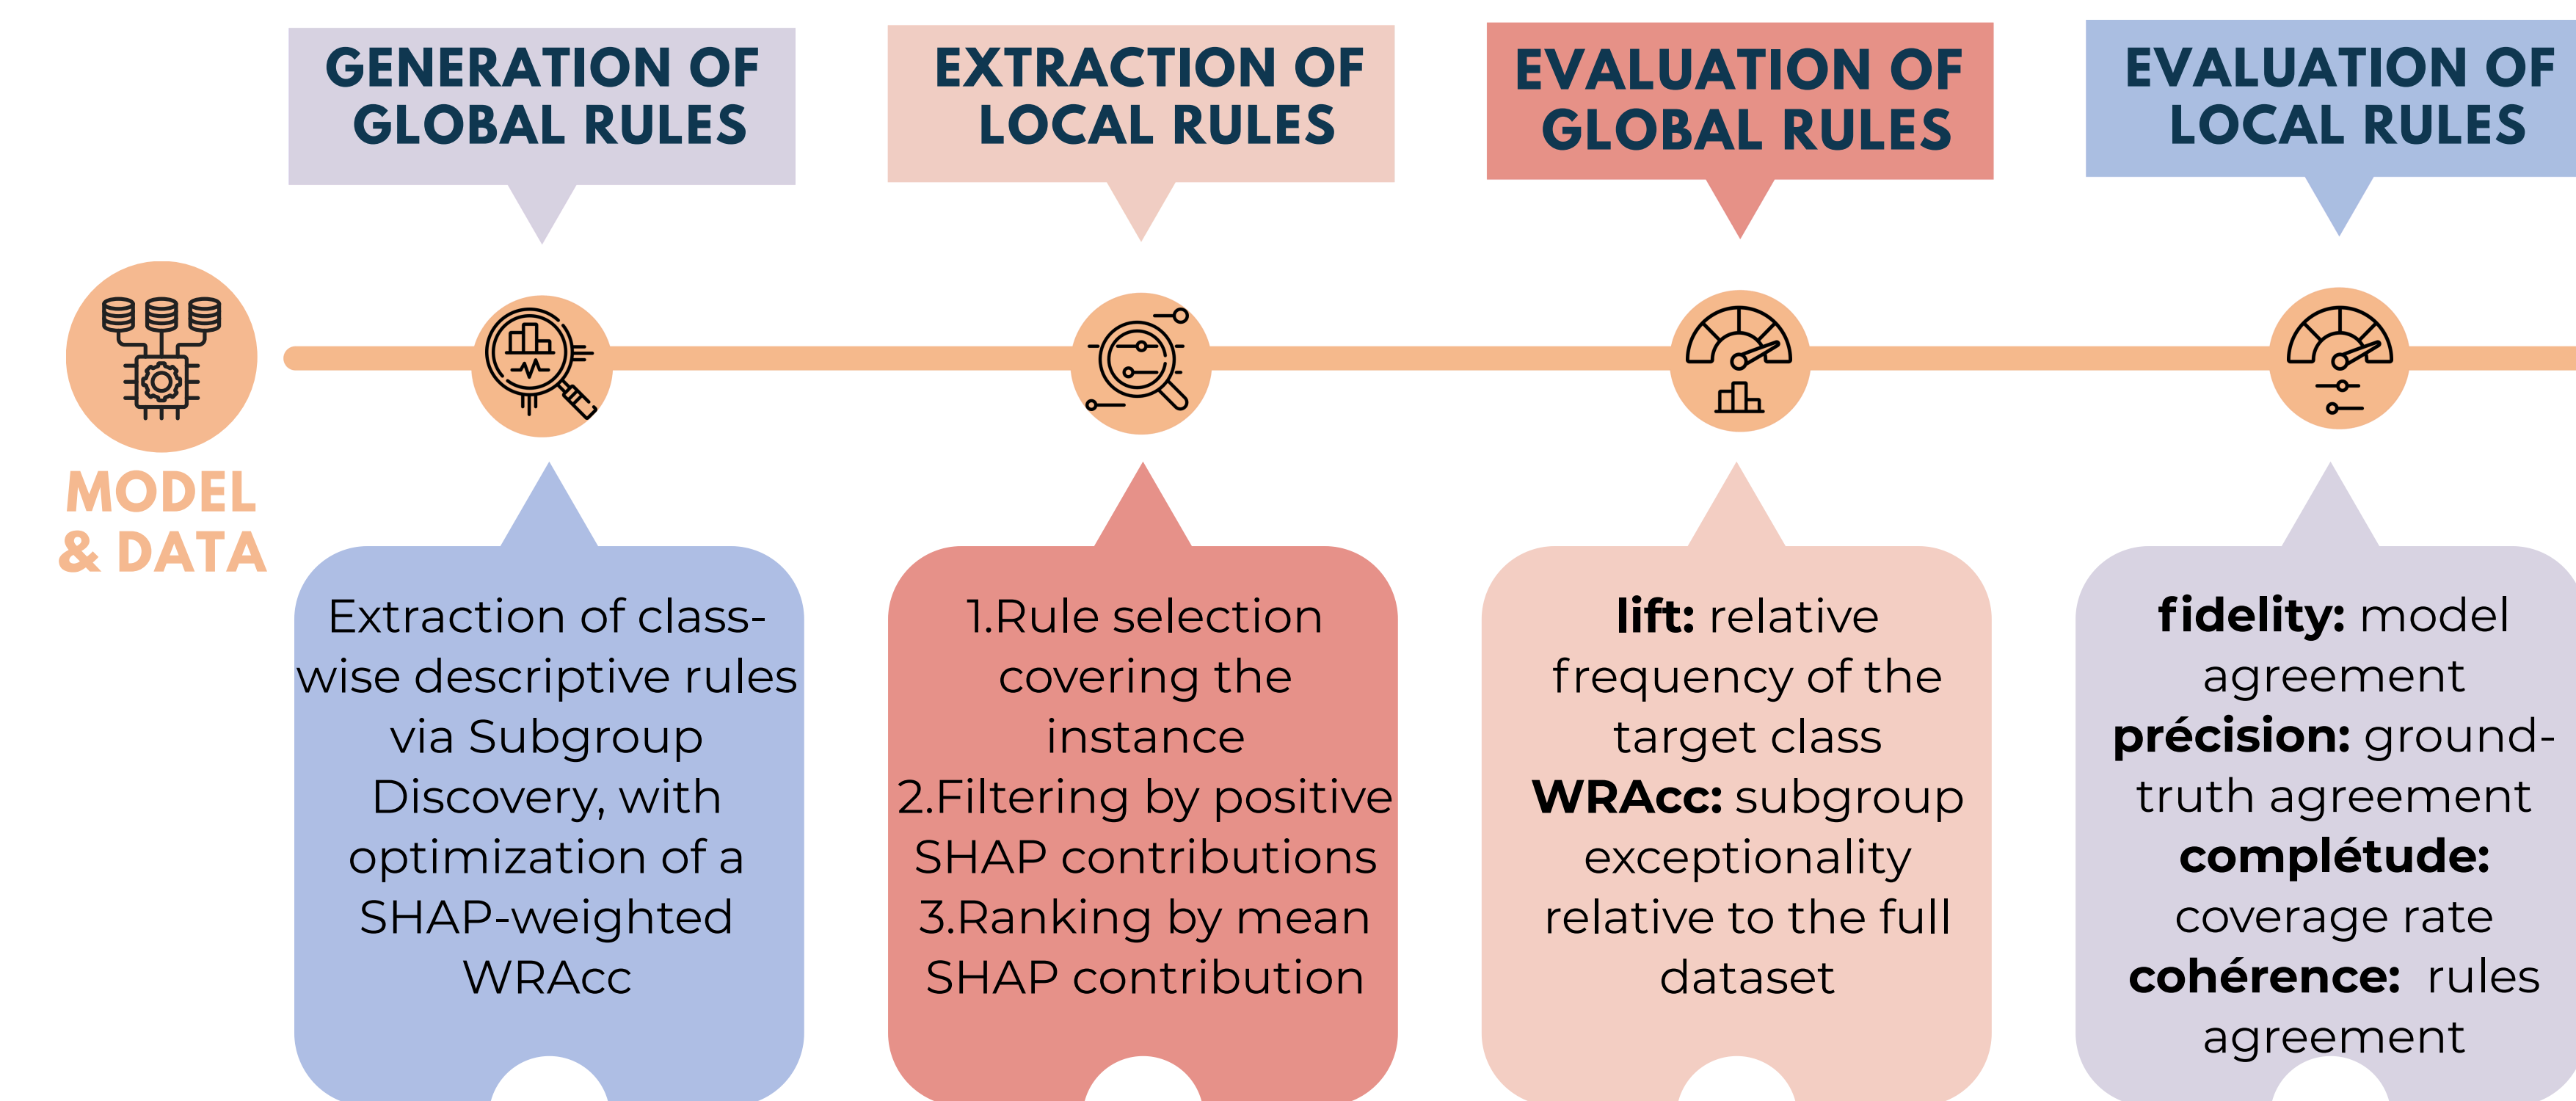 GENERATION OF
GLOBAL RULES
EXTRACTION OF
LOCAL RULES
EVALUATION OF
GLOBAL RULES
EVALUATION OF
LOCAL RULES
MODEL
& DATA
Extraction of class-
wise descriptive rules
via Subgroup
Discovery, with
optimization of a
SHAP-weighted
WRAcc
1.Rule selection
covering the
instance
2.Filtering by positive
SHAP contributions
3.Ranking by mean
SHAP contribution
lift: relative
frequency of the
target class
WRAcc: subgroup
exceptionality
relative to the full
dataset
fidelity: model
agreement
précision: ground-
truth agreement
complétude:
coverage rate
cohérence: rules
agreement